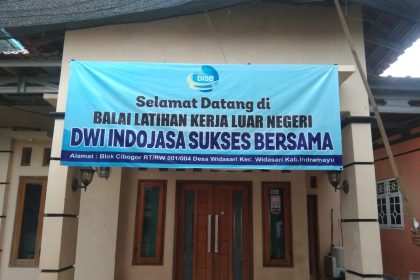 DISB
Selamat Datang di
BALAI LATIHAN KERJA LUAR NEGERI
DWI INDOJASA SUKSES BERSAMA
Alamat : Blok Cibogor RT/RW 001/004 Desa Widasari Kec. Widasari Kab.Indramayu